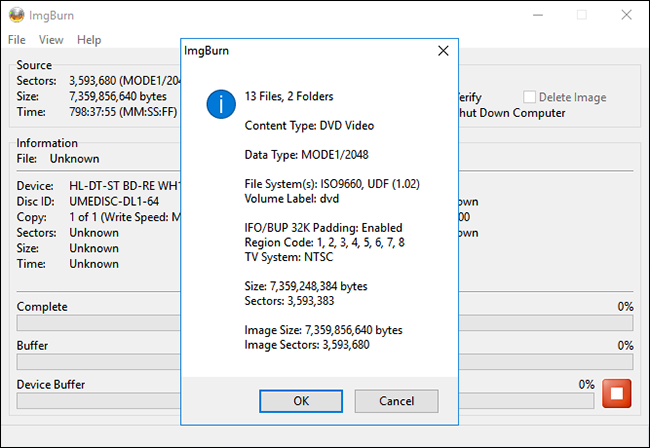 ImgBurn
File View Help
Source
Sectors: 3,593,680 (MODE1/204
Size: 7,359,856,640 bytes
Time: 798:37:55 (MM:SS:FF)
Verify
Delete Image
Shut Down Computer
Information
File: Unknown
Device: HL-DT-ST BD-RE WH1
Disc ID: UMEDISC-DL1-64
Copy: 1 of 1 (Write Speed: M
Sectors: Unknown
Size: Unknown
Time: Unknown
Complete
0%
Buffer
0%
Device Buffer
0%
ImgBurn
13 Files, 2 Folders
Content Type: DVD Video
Data Type: MODE1/2048
File System(s): ISO9660, UDF (1.02)
Volume Label: dvd
IFO/BUP 32K Padding: Enabled
Region Code: 1, 2, 3, 4, 5, 6, 7, 8
TV System: NTSC
Size: 7,359,248,384 bytes
Sectors: 3,593,383
Image Size: 7,359,856,640 bytes
Image Sectors: 3,593,680
OK
Cancel